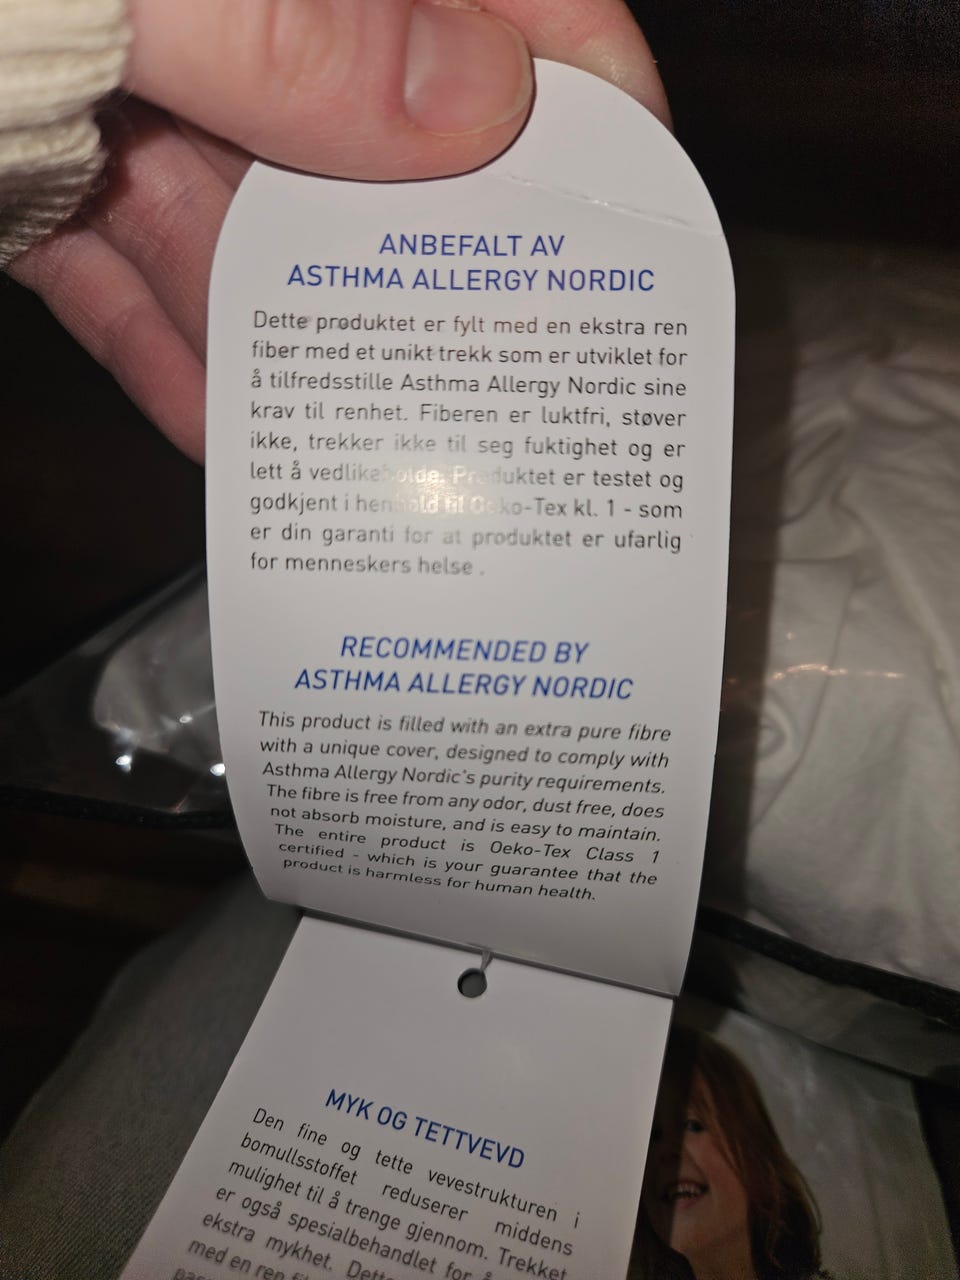 ANBEFALT AV
ASTHMA ALLERGY NORDIC
Dette produktet er fylt med en ekstra ren
fiber med et unikt trekk som er utviklet for
å tilfredsstille Asthma Allergy Nordic sine
krav til renhet. Fiberen er luktfri, støver
ikke, trekker ikke til seg fuktighet og er
lett å vedlikeholde. Produktet er testet og
godkjent i henhold til Oeko-Tex kl. 1 - som
er din garanti for at produktet er ufarlig
for menneskers helse .
RECOMMENDED BY
ASTHMA ALLERGY NORDIC
This product is filled with an extra pure fibre
with a unique cover, designed to comply with
Asthma Allergy Nordic's purity requirements.
The fibre is free from any odor, dust free, does
not absorb moisture, and is easy to maintain.
The entire product is Oeko-Tex Class 1
certified - which is your guarantee that the
product is harmless for human health.
MYK OG TETTVEVD
Den fine og tette vevestrukturen i
bomullsstoffet reduserer middens
mulighet til å trenge gjennom. Trekket
er også spesialbehandlet for å
ekstra mykhet. Dette
med en ren